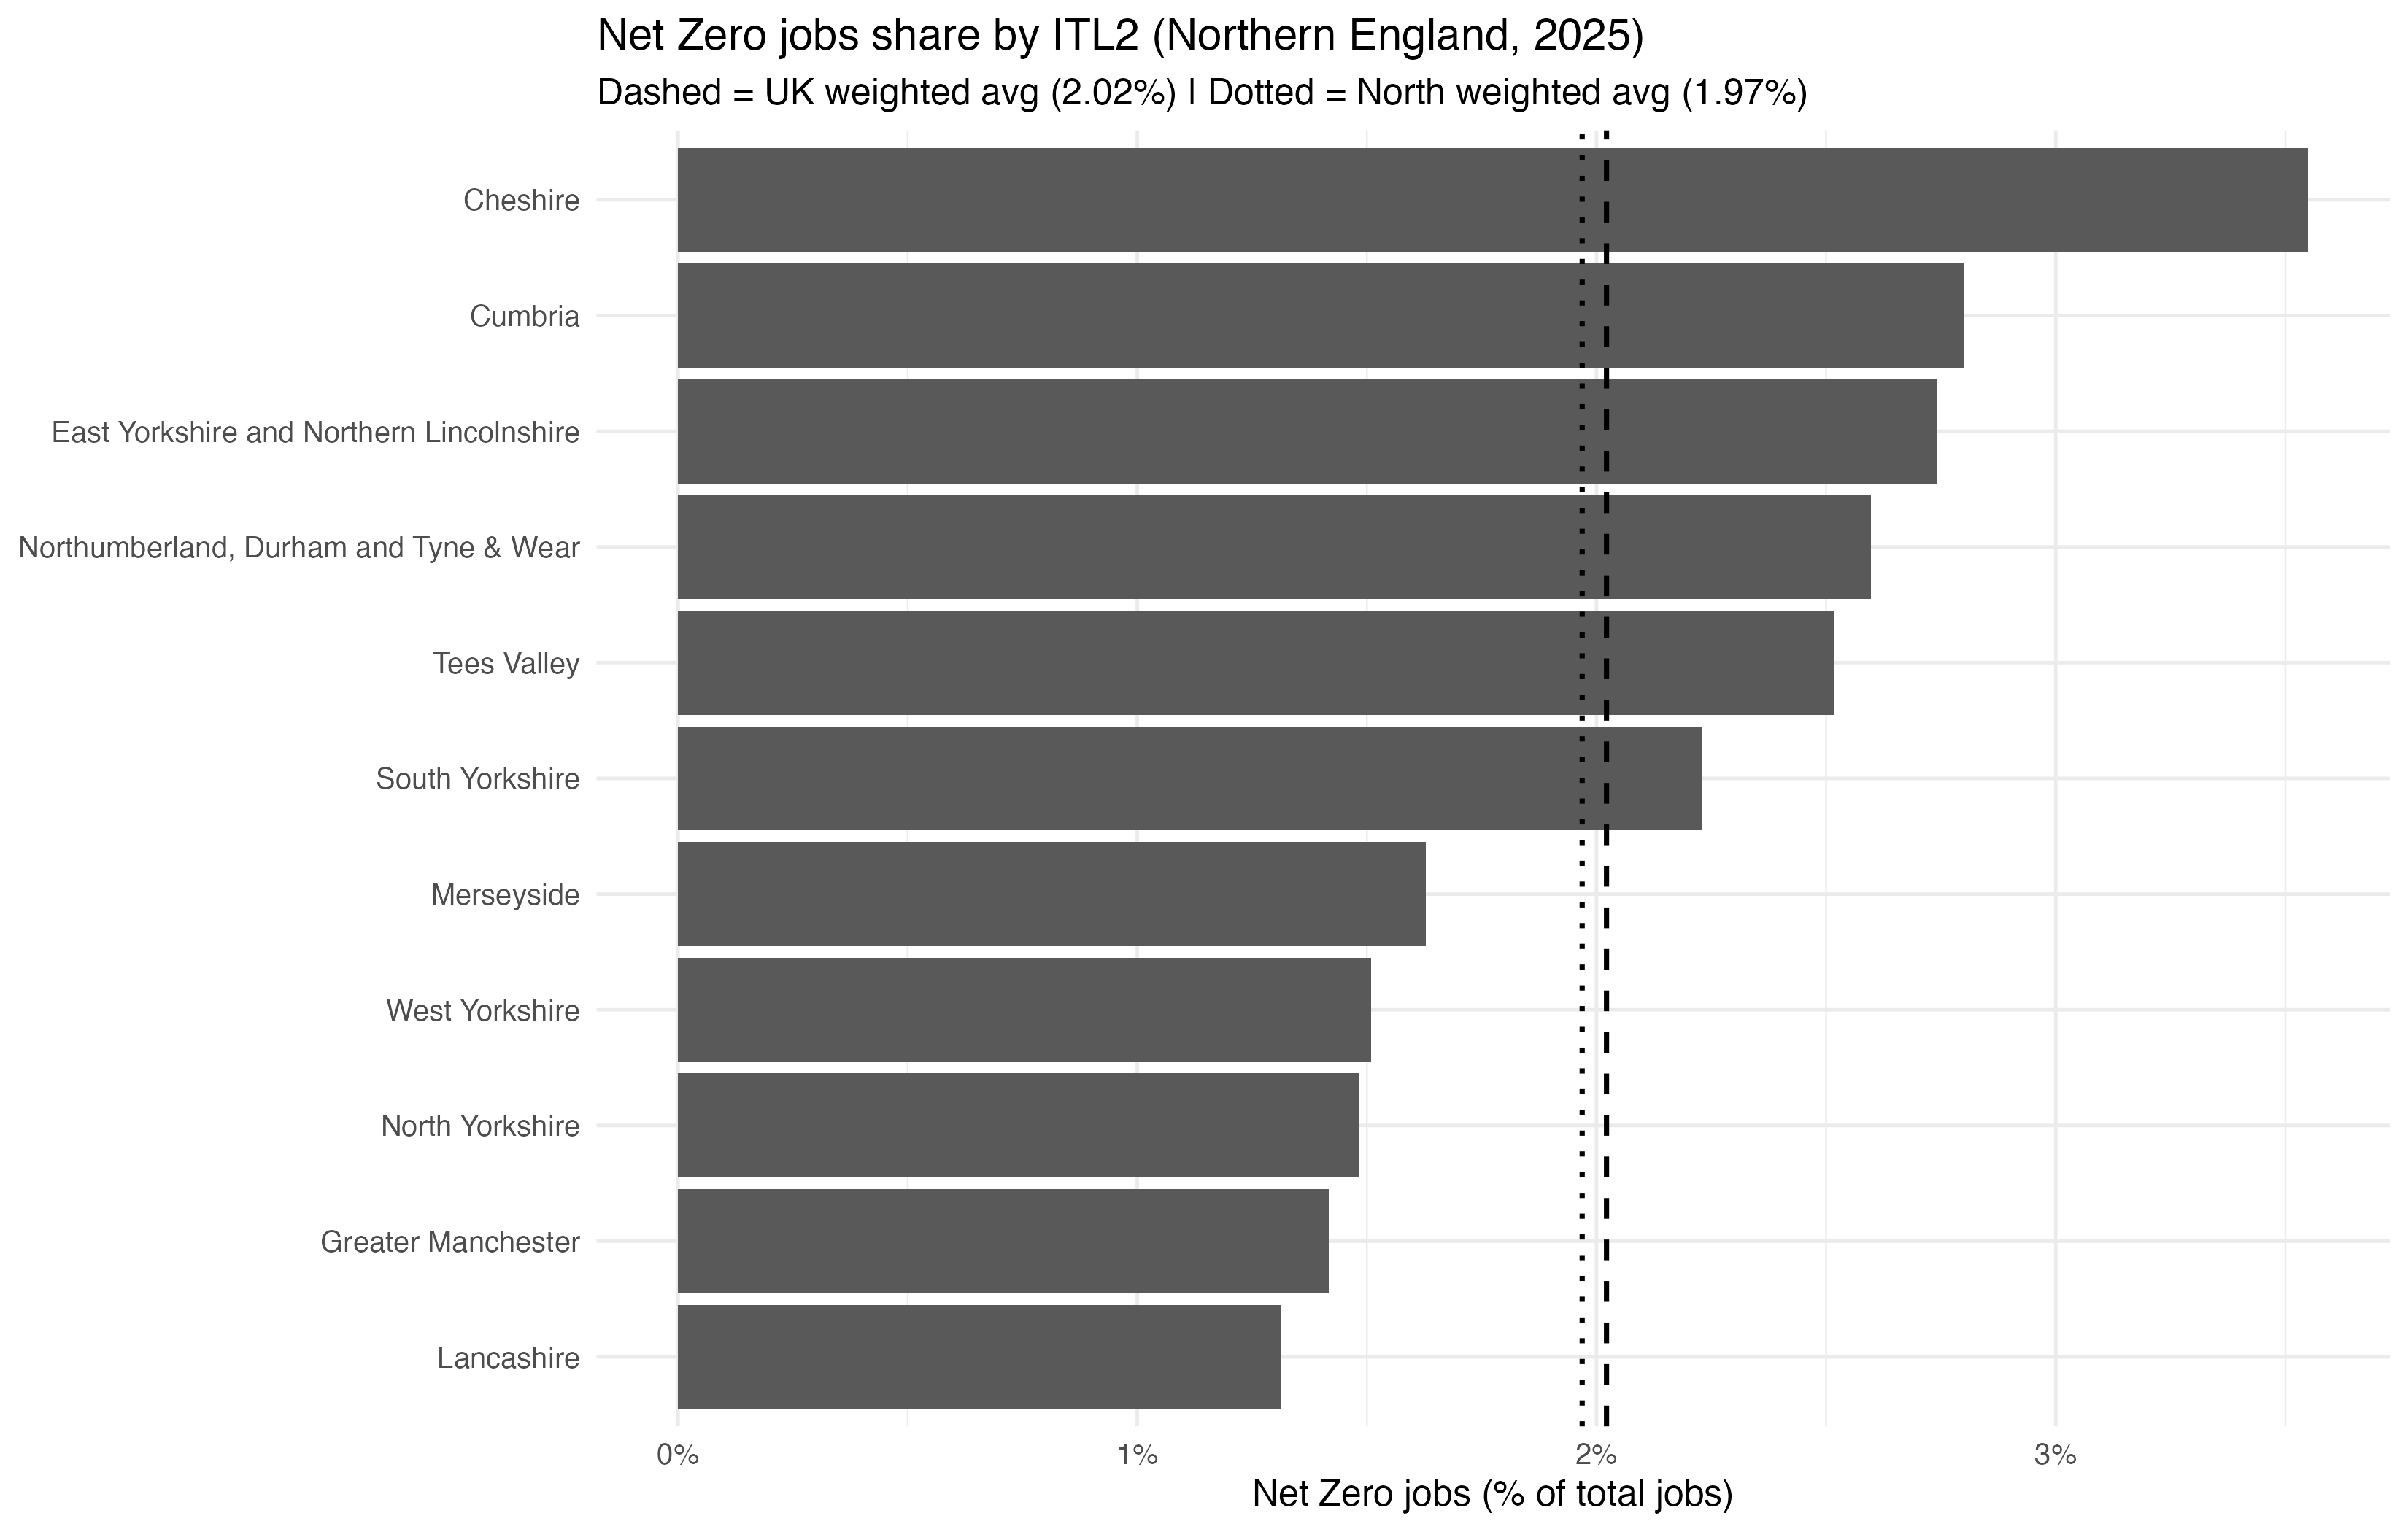 Net Zero jobs share by ITL2 (Northern England, 2025)
Dashed = UK weighted avg (2.02%) | Dotted = North weighted avg (1.97%)
Cheshire
Cumbria
East Yorkshire and Northern Lincolnshire
Northumberland, Durham and Tyne & Wear
Tees Valley
South Yorkshire
Merseyside
West Yorkshire
North Yorkshire
Greater Manchester
Lancashire
0% 1% 2% 3%
Net Zero jobs (% of total jobs)